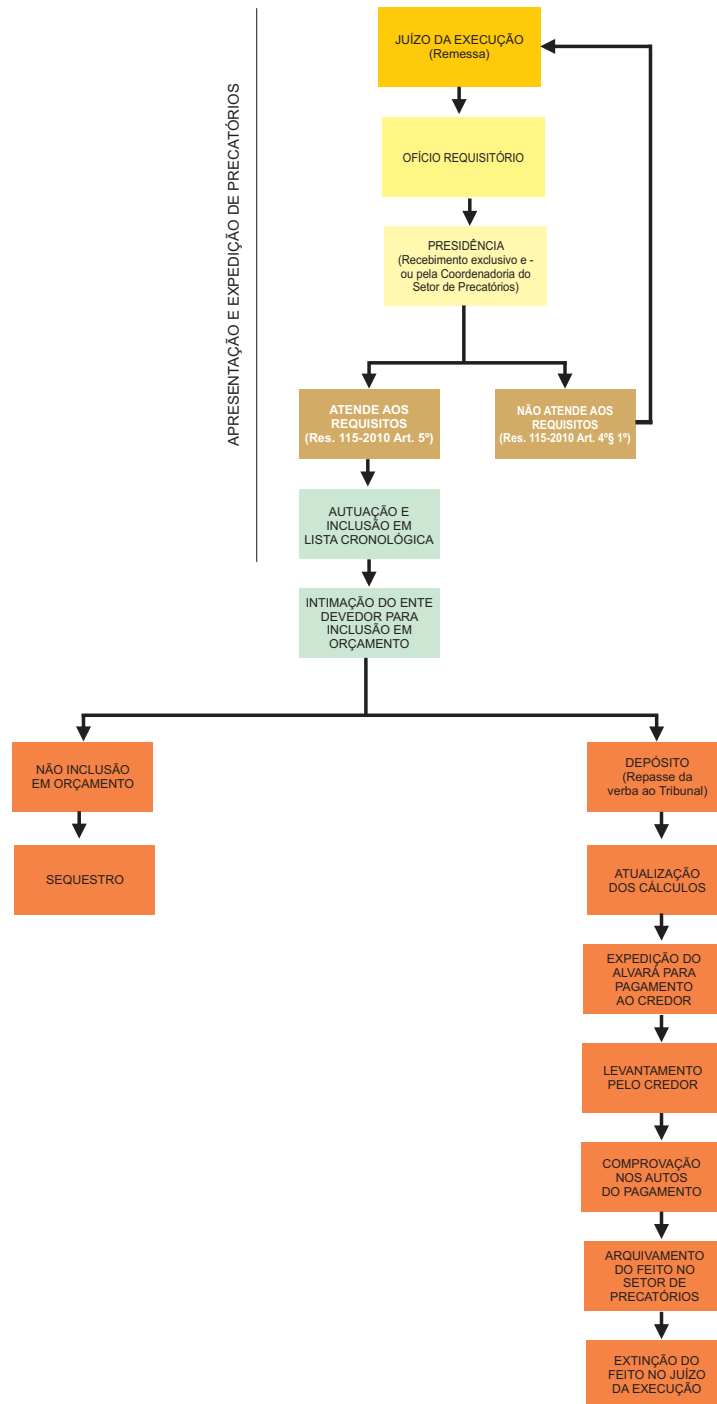 APRESENTAÇÃO E EXPEDIÇÃO DE PRECATÓRIOS
JUÍZO DA EXECUÇÃO
(Remessa)
OFÍCIO REQUISITÓRIO
PRESIDÊNCIA
(Recebimento exclusivo e -
ou pela Coordenadoria do
Setor de Precatórios)
ATENDE AOS
REQUISITOS
(Res. 115-2010 Art. 5º)
NÃO ATENDE AOS
REQUISITOS
(Res. 115-2010 Art. 4º§ 1º)
AUTUAÇÃO E
INCLUSÃO EM
LISTA CRONOLÓGICA
INTIMAÇÃO DO ENTE
DEVEDOR PARA
INCLUSÃO EM
ORÇAMENTO
NÃO INCLUSÃO
EM ORÇAMENTO
SEQUESTRO
DEPÓSITO
(Repasse da
verba ao Tribunal)
ATUALIZAÇÃO
DOS CÁLCULOS
EXPEDIÇÃO DO
ALVARÁ PARA
PAGAMENTO
AO CREDOR
LEVANTAMENTO
PELO CREDOR
COMPROVAÇÃO
NOS AUTOS
DO PAGAMENTO
ARQUIVAMENTO
DO FEITO NO
SETOR DE
PRECATÓRIOS
EXTINÇÃO DO
FEITO NO JUÍZO
DA EXECUÇÃO